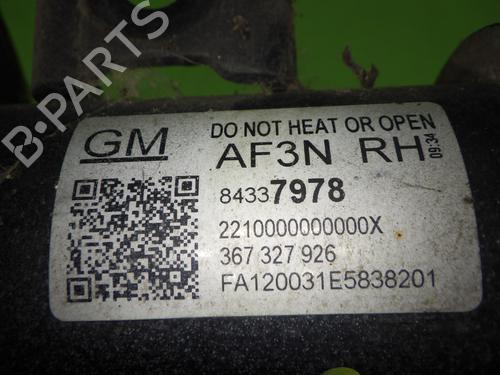 GM
DO NOT HEAT OR OPEN
AF3N RH
09:34
84337978
2210000000000X
367 327 926
FA120031E5838201
B-PARTS